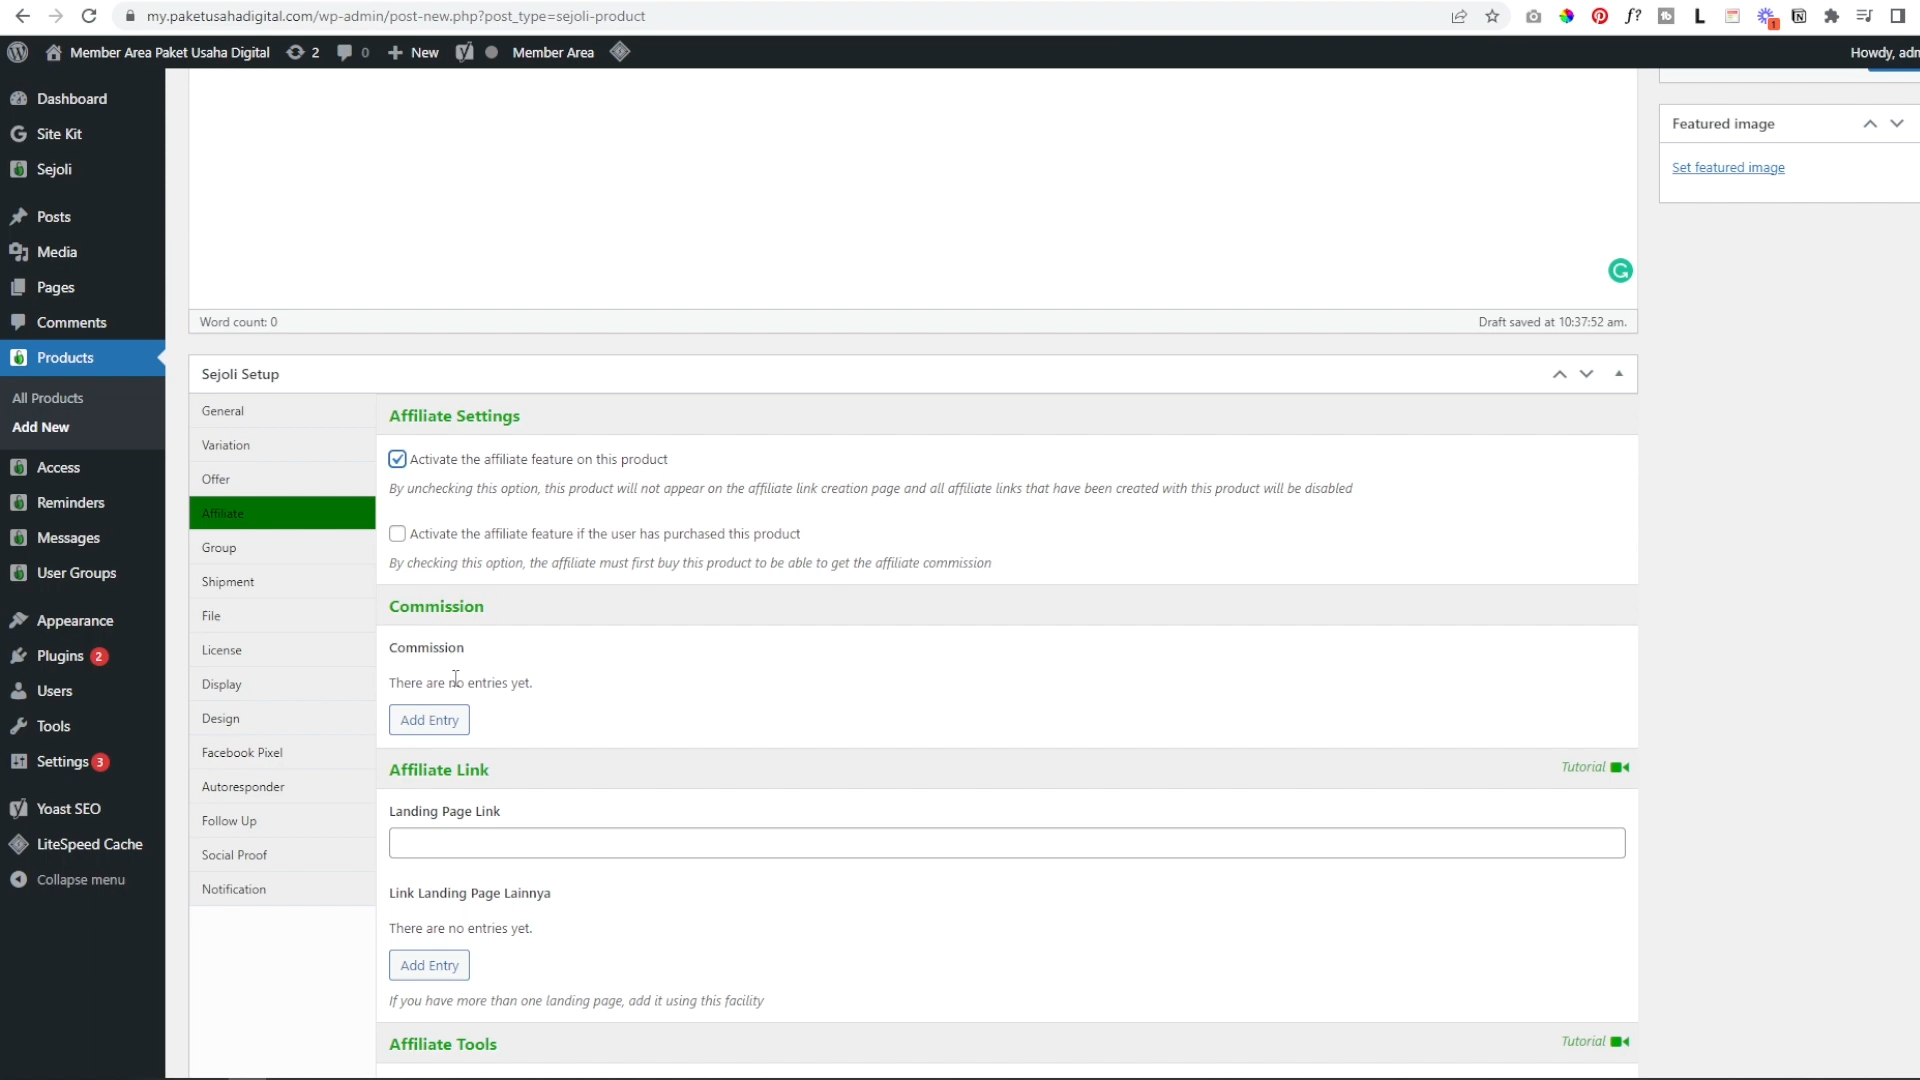 my.paketusahadigital.com/wp-admin/post-new.php?post_type=sejoli-product
Member Area Paket Usaha Digital 2 0 New Member Area Howdy, adn
Dashboard
Site Kit
Sejoli
Posts
Media
Pages
Comments
Products
All Products
Add New
Access
Reminders
Messages
User Groups
Appearance
Plugins 2
Users
Tools
Settings 3
Yoast SEO
LiteSpeed Cache
Collapse menu
Word count: 0
Draft saved at 10:37:52 am.
Sejoli Setup
General
Variation
Offer
Affiliate
Group
Shipment
File
License
Display
Design
Facebook Pixel
Autoresponder
Follow Up
Social Proof
Notification
Affiliate Settings
Activate the affiliate feature on this product
By unchecking this option, this product will not appear on the affiliate link creation page and all affiliate links that have been created with this product will be disabled
Activate the affiliate feature if the user has purchased this product
By checking this option, the affiliate must first buy this product to be able to get the affiliate commission
Commission
Commission
There are no entries yet.
Add Entry
Affiliate Link
Tutorial
Landing Page Link
Link Landing Page Lainnya
There are no entries yet.
Add Entry
If you have more than one landing page, add it using this facility
Affiliate Tools
Tutorial
Featured image
Set featured image